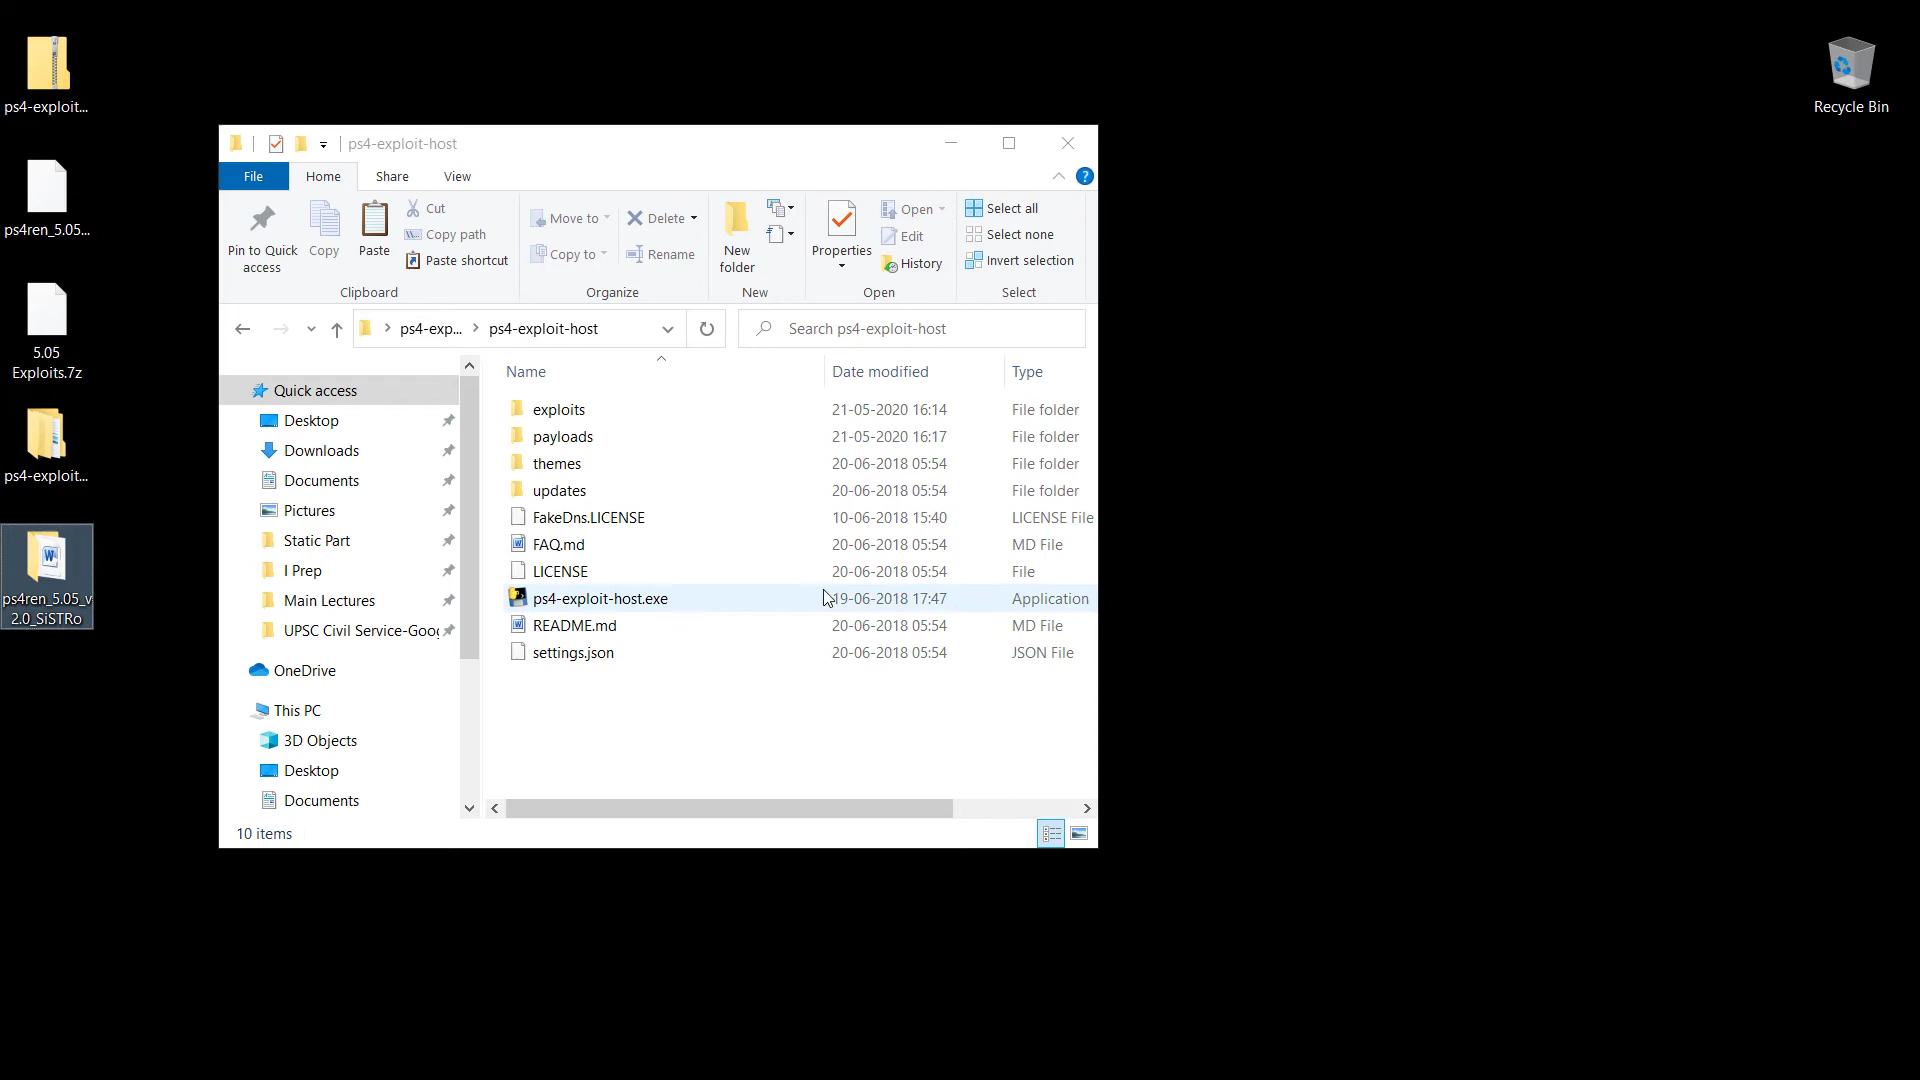 ps4-exploit...
ps4ren_5.05...
5.05
Exploits.7z
ps4-exploit...
ps4ren_5.05_v
2.0_SiSTRo
Recycle Bin
ps4-exploit-host
File Home Share View
Pin to Quick
access
Copy
Paste
Cut
Copy path
Paste shortcut
Clipboard
Move to
Copy to
Delete
Rename
Organize
New
folder
New
Properties
Open
Edit
History
Open
Select all
Select none
Invert selection
Select
ps4-exp... ps4-exploit-host
Search ps4-exploit-host
Quick access
Desktop
Downloads
Documents
Pictures
Static Part
I Prep
Main Lectures
UPSC Civil Service-Goo
OneDrive
This PC
3D Objects
Desktop
Documents
Name Date modified Type
exploits 21-05-2020 16:14 File folder
payloads 21-05-2020 16:17 File folder
themes 20-06-2018 05:54 File folder
updates 20-06-2018 05:54 File folder
FakeDns.LICENSE 10-06-2018 15:40 LICENSE File
FAQ.md 20-06-2018 05:54 MD File
LICENSE 20-06-2018 05:54 File
ps4-exploit-host.exe 19-06-2018 17:47 Application
README.md 20-06-2018 05:54 MD File
settings.json 20-06-2018 05:54 JSON File
10 items